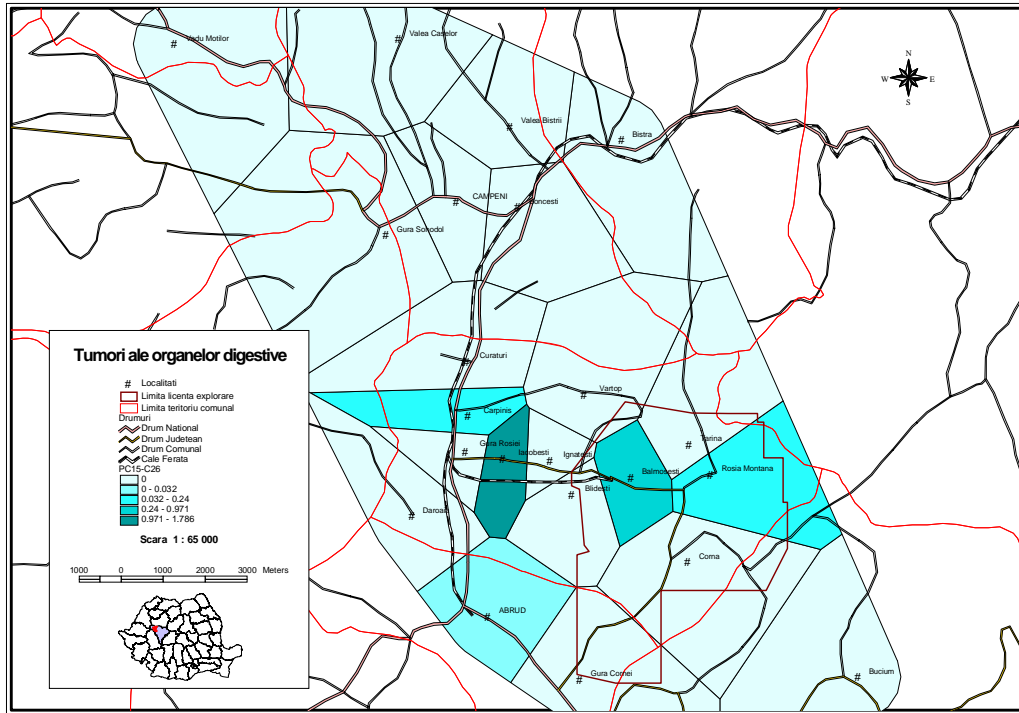 Vadu Motilor
Valea Caselor
N
W E
S
Valea Bistrii
Bistra
CAMPENI
Boncesti
Gura Sohodol
Tumori ale organelor digestive
# Localitati
Limita licenta explorare
Limita teritoriu comunal
Drumuri
Drum National
Drum Judetean
Drum Comunal
Cale Ferata
PC15-C26
0
0 - 0.032
0.032 - 0.24
0.24 - 0.971
0.971 - 1.786
Scara 1 : 65 000
1000 0 1000 2000 3000 Meters
Curaturi
Vartop
Carpinis
Gura Rosiei
Iacobesti
Ignatesti
Tarina
Balmosesti
Rosia Montana
Blidesti
Daroaia
Corna
ABRUD
Gura Cornei
Bucium